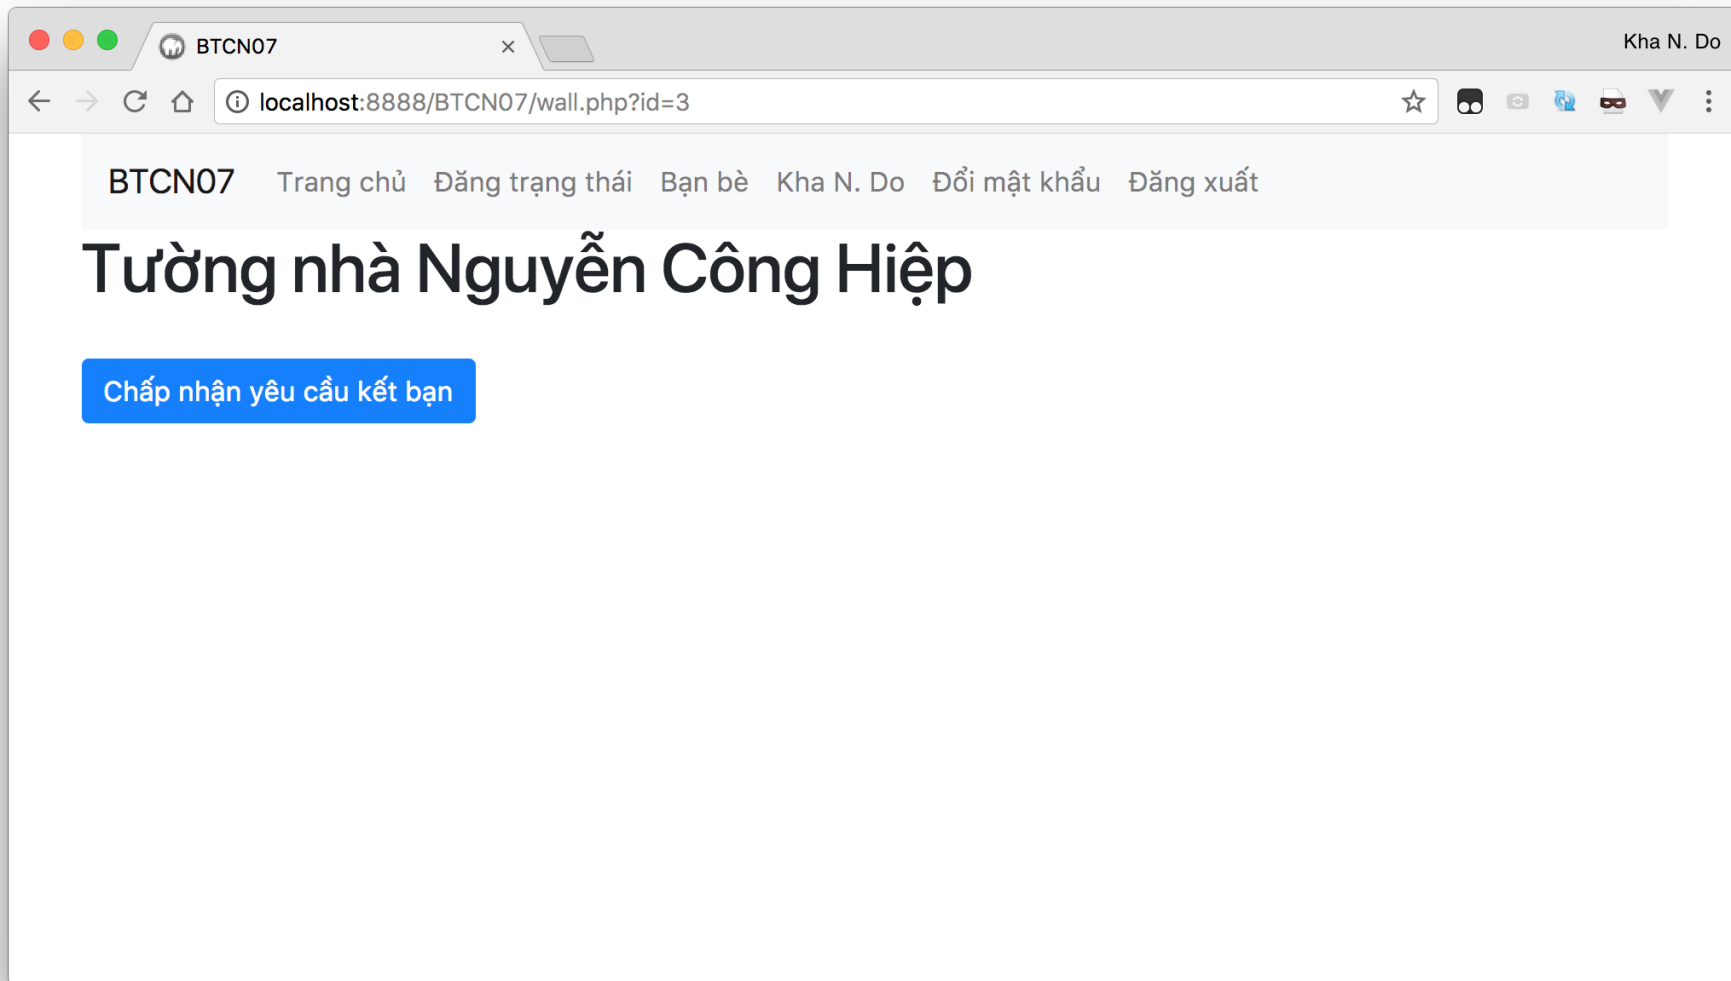 BTCN07
Kha N. Do
localhost:8888/BTCN07/wall.php?id=3
BTCN07 Trang chủ Đăng trạng thái Bạn bè Kha N. Do Đổi mật khẩu Đăng xuất
Tường nhà Nguyễn Công Hiệp
Chấp nhận yêu cầu kết bạn